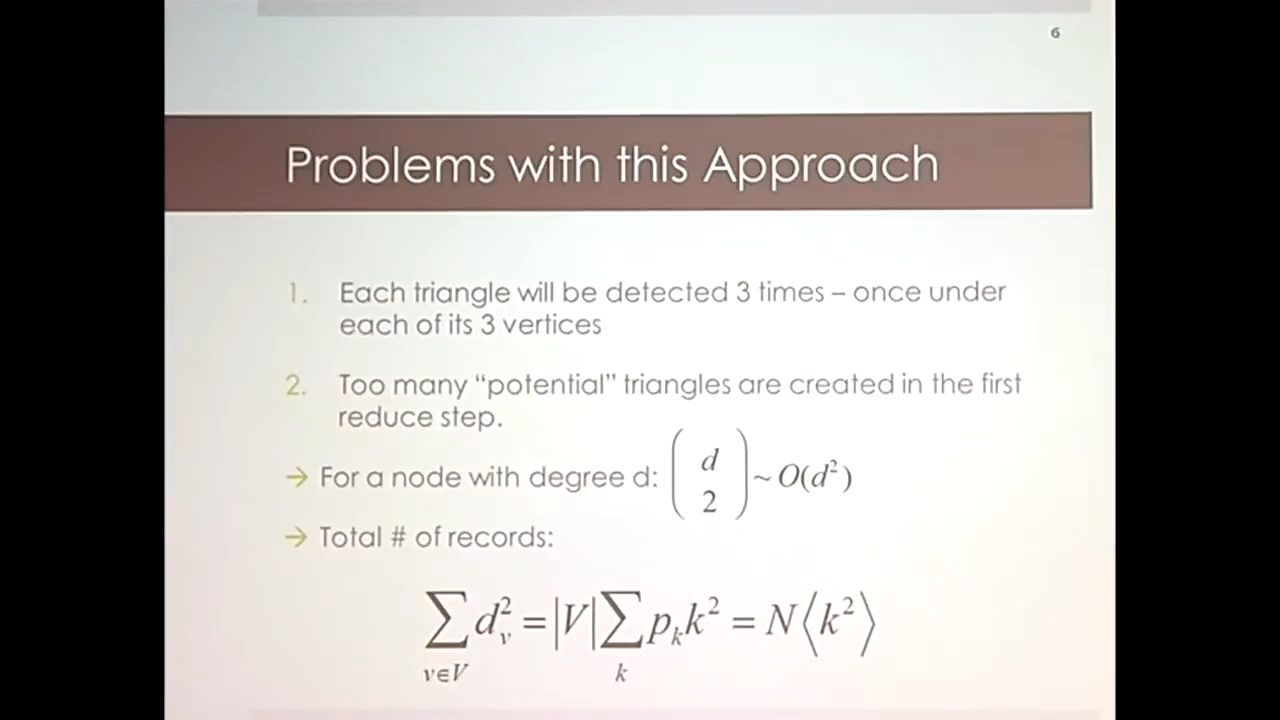 6
Problems with this Approach
1. Each triangle will be detected 3 times – once under
each of its 3 vertices
2. Too many “potential” triangles are created in the first
reduce step.
→ For a node with degree d: (d 2) ~ O(d²)
→ Total # of records:
∑_{v∈V} d_v² = |V| ∑_k p_k k² = N⟨k²⟩